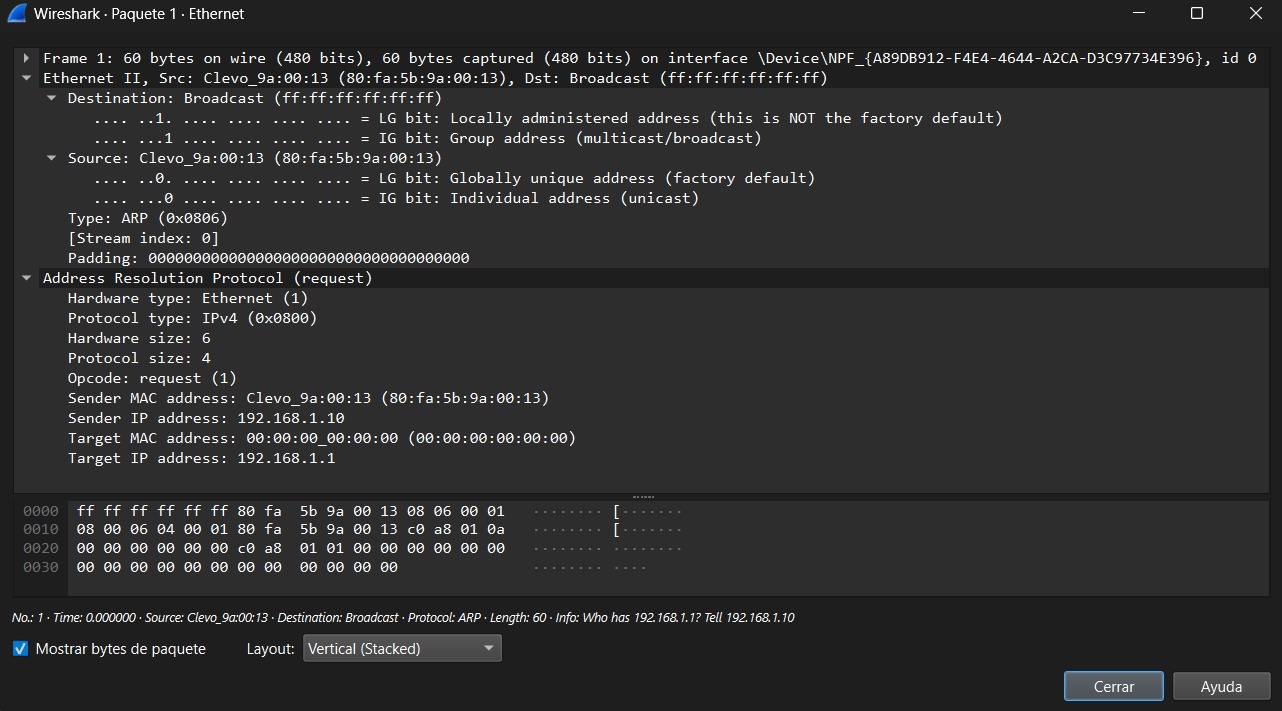 Wireshark · Paquete 1 · Ethernet
Frame 1: 60 bytes on wire (480 bits), 60 bytes captured (480 bits) on interface \Device\NPF_{A89DB912-F4E4-4644-A2CA-D3C97734E396}, id 0
Ethernet II, Src: Clevo_9a:00:13 (80:fa:5b:9a:00:13), Dst: Broadcast (ff:ff:ff:ff:ff:ff)
Destination: Broadcast (ff:ff:ff:ff:ff:ff)
.... ..1. .... .... .... .... = LG bit: Locally administered address (this is NOT the factory default)
.... ...1 .... .... .... .... = IG bit: Group address (multicast/broadcast)
Source: Clevo_9a:00:13 (80:fa:5b:9a:00:13)
.... ..0. .... .... .... .... = LG bit: Globally unique address (factory default)
.... ...0 .... .... .... .... = IG bit: Individual address (unicast)
Type: ARP (0x0806)
[Stream index: 0]
Padding: 000000000000000000000000000000000000
Address Resolution Protocol (request)
Hardware type: Ethernet (1)
Protocol type: IPv4 (0x0800)
Hardware size: 6
Protocol size: 4
Opcode: request (1)
Sender MAC address: Clevo_9a:00:13 (80:fa:5b:9a:00:13)
Sender IP address: 192.168.1.10
Target MAC address: 00:00:00_00:00:00 (00:00:00:00:00:00)
Target IP address: 192.168.1.1
0000 ff ff ff ff ff ff 80 fa 5b 9a 00 13 08 06 00 01 ········ [·······
0010 08 00 06 04 00 01 80 fa 5b 9a 00 13 c0 a8 01 0a ········ [·······
0020 00 00 00 00 00 00 c0 a8 01 01 00 00 00 00 00 00 ········ ········
0030 00 00 00 00 00 00 00 00 00 00 00 00 ········ ····
No.: 1 · Time: 0.000000 · Source: Clevo_9a:00:13 · Destination: Broadcast · Protocol: ARP · Length: 60 · Info: Who has 192.168.1.1? Tell 192.168.1.10
Mostrar bytes de paquete Layout: Vertical (Stacked)
Cerrar Ayuda